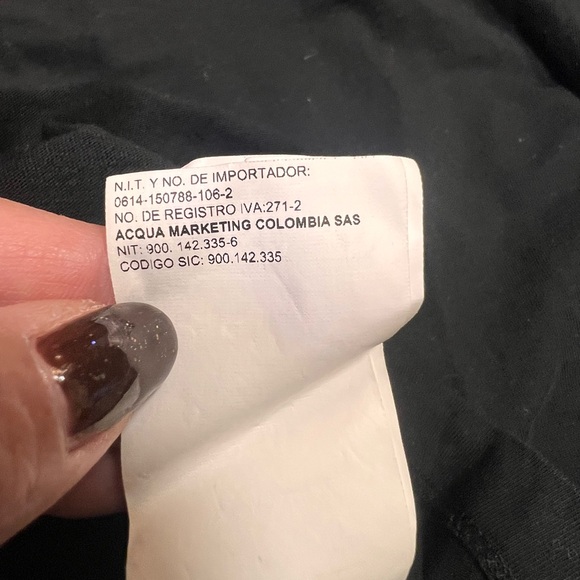 N.I.T. Y NO. DE IMPORTADOR:
0614-150788-106-2
NO. DE REGISTRO IVA:271-2
ACQUA MARKETING COLOMBIA SAS
NIT: 900. 142.335-6
CODIGO SIC: 900.142.335